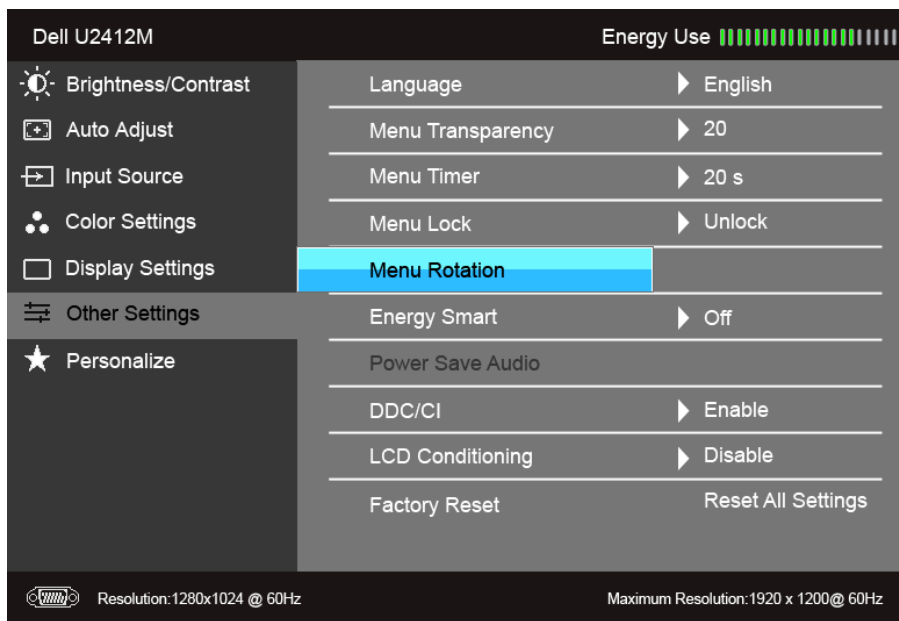 Dell U2412M Energy Use
Brightness/Contrast
Auto Adjust
Input Source
Color Settings
Display Settings
Other Settings
Personalize
Language English
Menu Transparency 20
Menu Timer 20 s
Menu Lock Unlock
Menu Rotation
Energy Smart Off
Power Save Audio
DDC/CI Enable
LCD Conditioning Disable
Factory Reset Reset All Settings
Resolution:1280x1024 @ 60Hz Maximum Resolution:1920 x 1200@ 60Hz